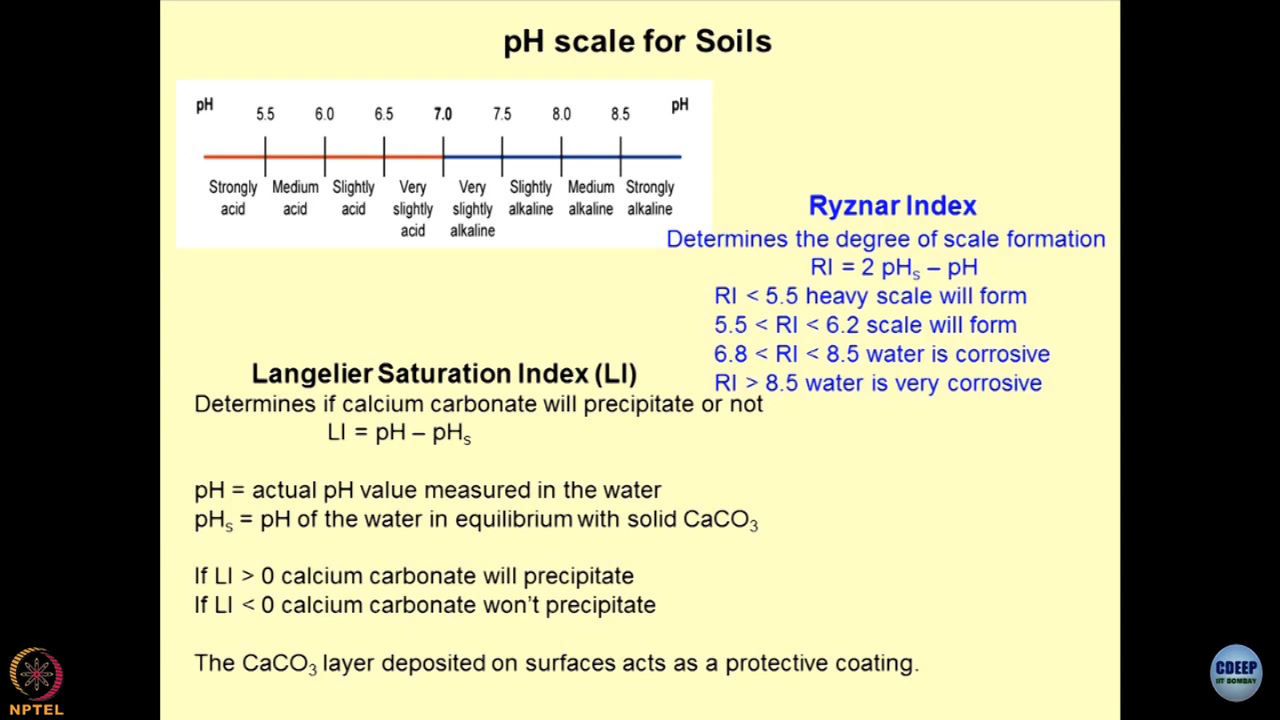 pH scale for Soils
pH 5.5 6.0 6.5 7.0 7.5 8.0 8.5 pH
Strongly Medium Slightly Very Very Slightly Medium Strongly
acid acid acid slightly slightly alkaline alkaline alkaline
acid alkaline
Ryznar Index
Determines the degree of scale formation
RI = 2 pHₛ – pH
RI < 5.5 heavy scale will form
5.5 < RI < 6.2 scale will form
6.8 < RI < 8.5 water is corrosive
RI > 8.5 water is very corrosive
Langelier Saturation Index (LI)
Determines if calcium carbonate will precipitate or not
LI = pH – pHₛ
pH = actual pH value measured in the water
pHₛ = pH of the water in equilibrium with solid CaCO₃
If LI > 0 calcium carbonate will precipitate
If LI < 0 calcium carbonate won't precipitate
The CaCO₃ layer deposited on surfaces acts as a protective coating.
NPTEL
CDEEP
IIT BOMBAY